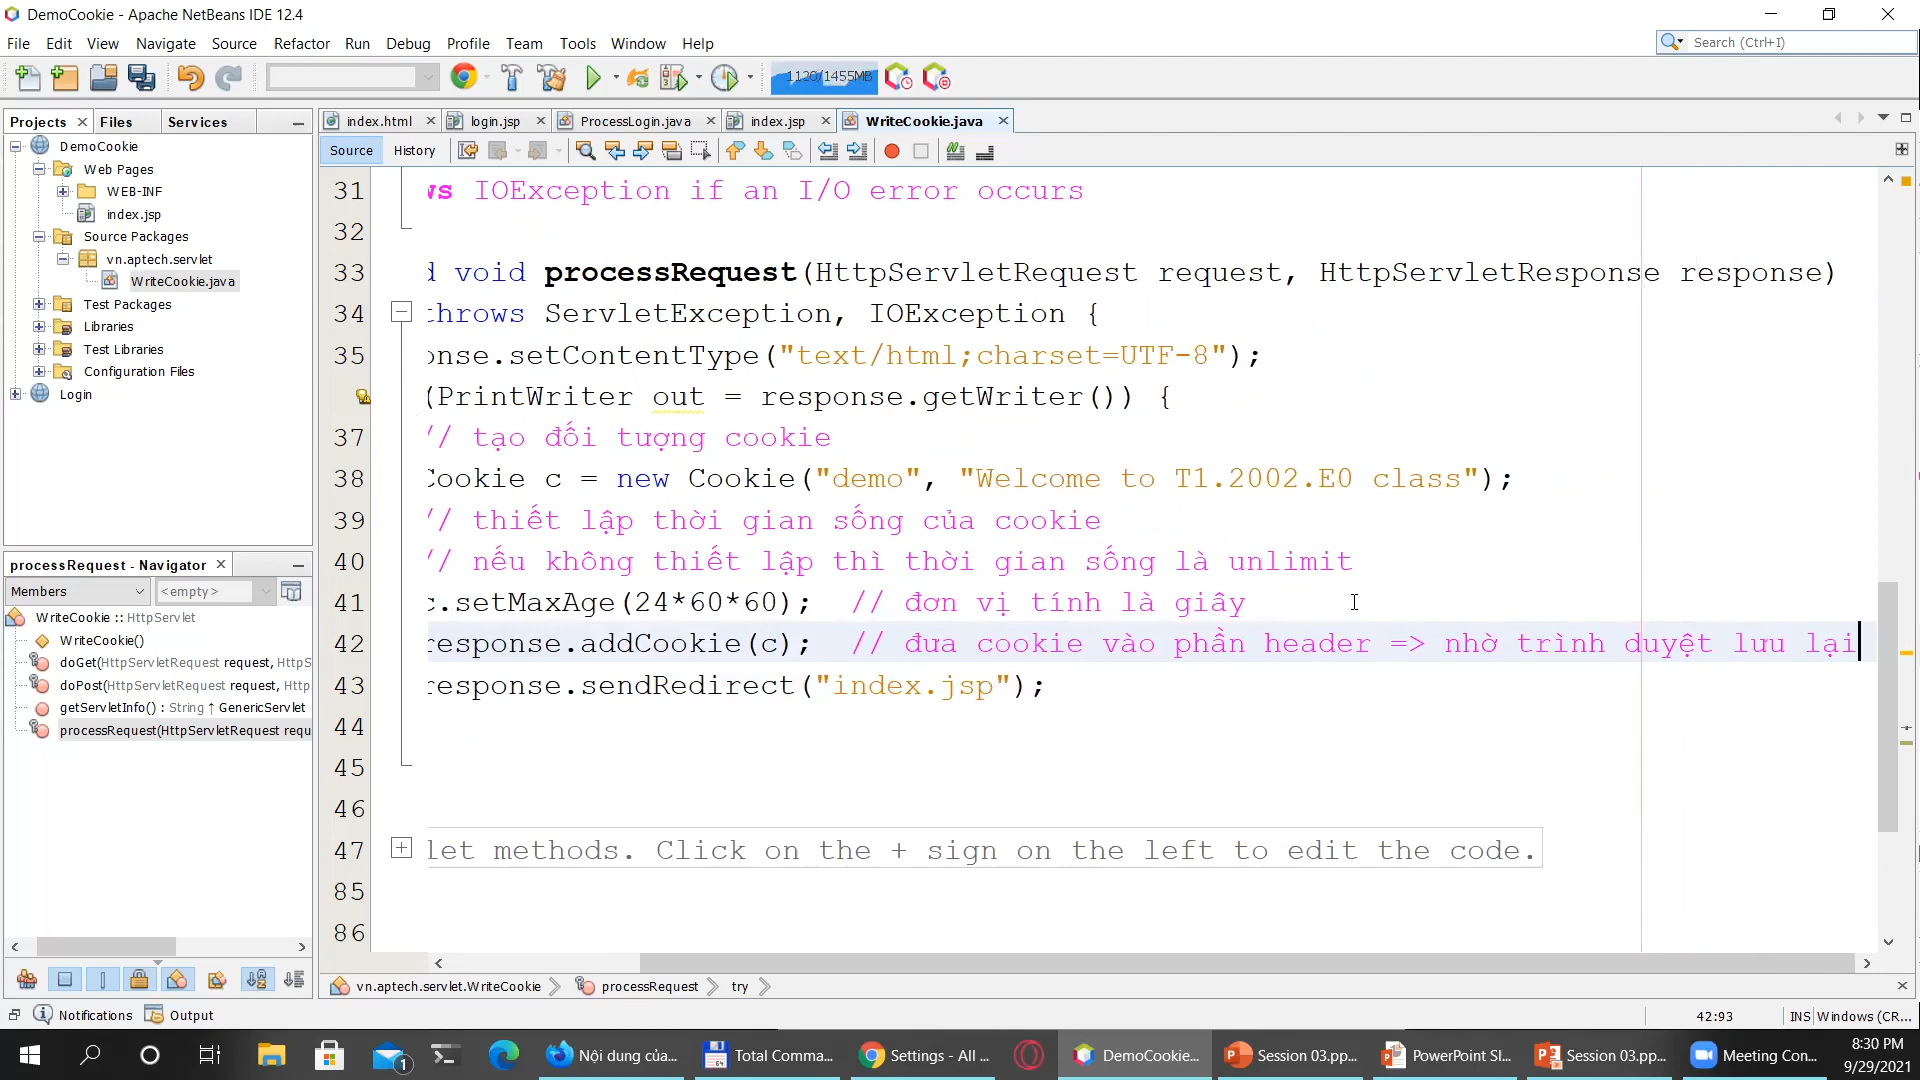 DemoCookie - Apache NetBeans IDE 12.4
File Edit View Navigate Source Refactor Run Debug Profile Team Tools Window Help
Search (Ctrl+I)
1120/1455MB
Projects Files Services
index.html login.jsp ProcessLogin.java index.jsp WriteCookie.java
Source History
DemoCookie
Web Pages
WEB-INF
index.jsp
Source Packages
vn.aptech.servlet
WriteCookie.java
Test Packages
Libraries
Test Libraries
Configuration Files
Login
processRequest - Navigator
Members <empty>
WriteCookie :: HttpServlet
WriteCookie()
doGet(HttpServletRequest request, HttpS
doPost(HttpServletRequest request, Http
getServletInfo() : String ↑ GenericServlet
processRequest(HttpServletRequest requ
31 ws IOException if an I/O error occurs
32
33 d void processRequest(HttpServletRequest request, HttpServletResponse response)
34 throws ServletException, IOException {
35 onse.setContentType("text/html;charset=UTF-8");
(PrintWriter out = response.getWriter()) {
37 // tạo đối tượng cookie
38 Cookie c = new Cookie("demo", "Welcome to T1.2002.E0 class");
39 // thiết lập thời gian sống của cookie
40 // nếu không thiết lập thì thời gian sống là unlimit
41 c.setMaxAge(24*60*60); // đơn vị tính là giây
42 response.addCookie(c); // đưa cookie vào phần header => nhờ trình duyệt lưu lại
43 response.sendRedirect("index.jsp");
44
45
46
47 let methods. Click on the + sign on the left to edit the code.
85
86
vn.aptech.servlet.WriteCookie processRequest try
Notifications Output
42:93 INS Windows (CR...
1 Nội dung củ­a... Total Comma... Settings - All ... DemoCookie... Session 03.pp... PowerPoint Sl... Session 03.pp... Meeting Con...
8:30 PM
9/29/2021